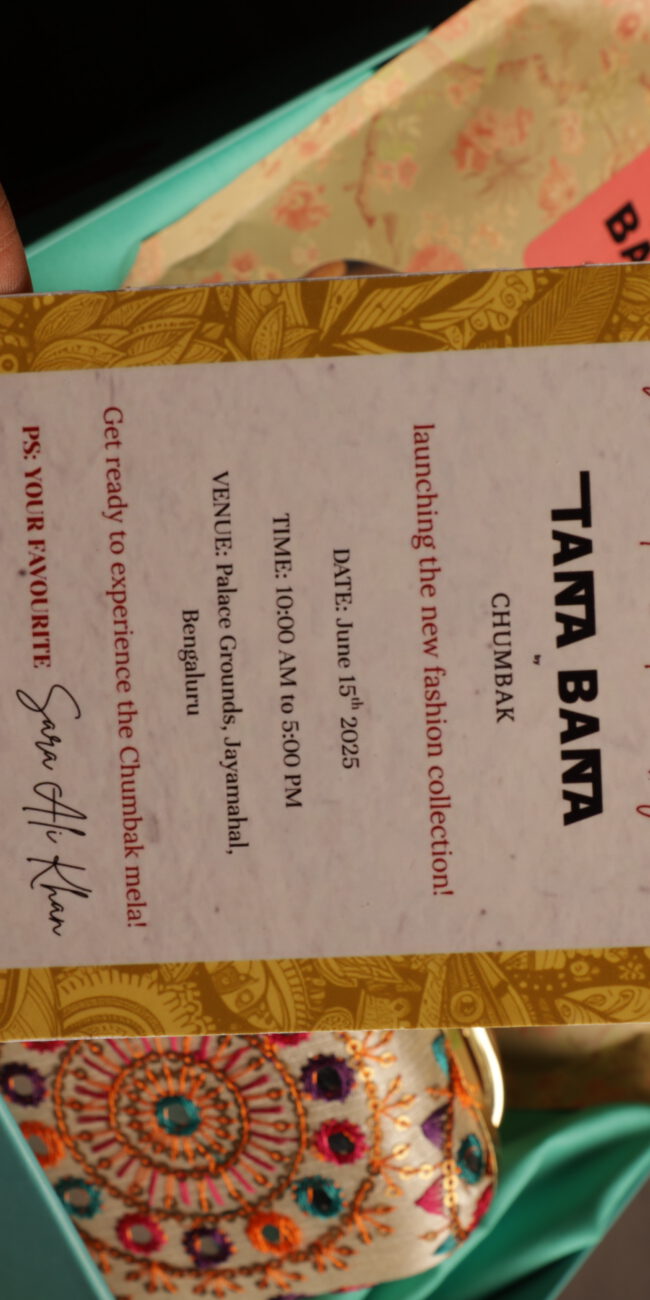 TANA BANA
by
CHUMBAK
launching the new fashion collection!
DATE: June 15th 2025
TIME: 10:00 AM to 5:00 PM
VENUE: Palace Grounds, Jayamahal,
Bengaluru
Get ready to experience the Chumbak mela!
PS: YOUR FAVOURITE Sara Ali Khan